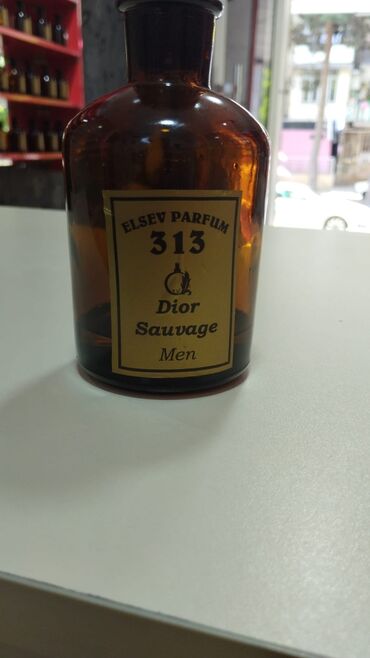 ELSEV PARFUM
313
Dior
Sauvage
Men